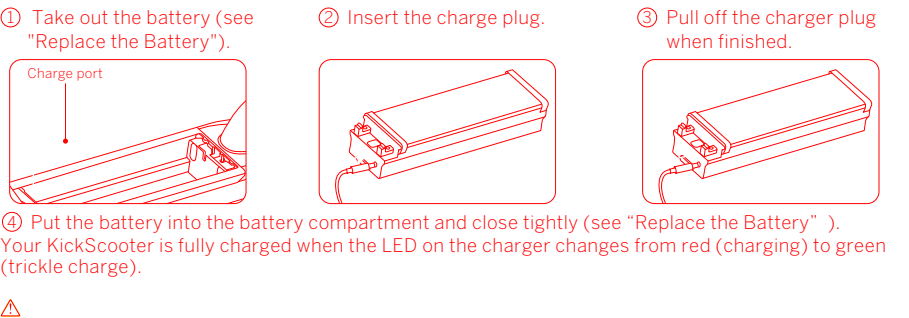 ① Take out the battery (see
"Replace the Battery").
② Insert the charge plug.
③ Pull off the charger plug
when finished.
Charge port
④ Put the battery into the battery compartment and close tightly (see “Replace the Battery” ).
Your KickScooter is fully charged when the LED on the charger changes from red (charging) to green
(trickle charge).